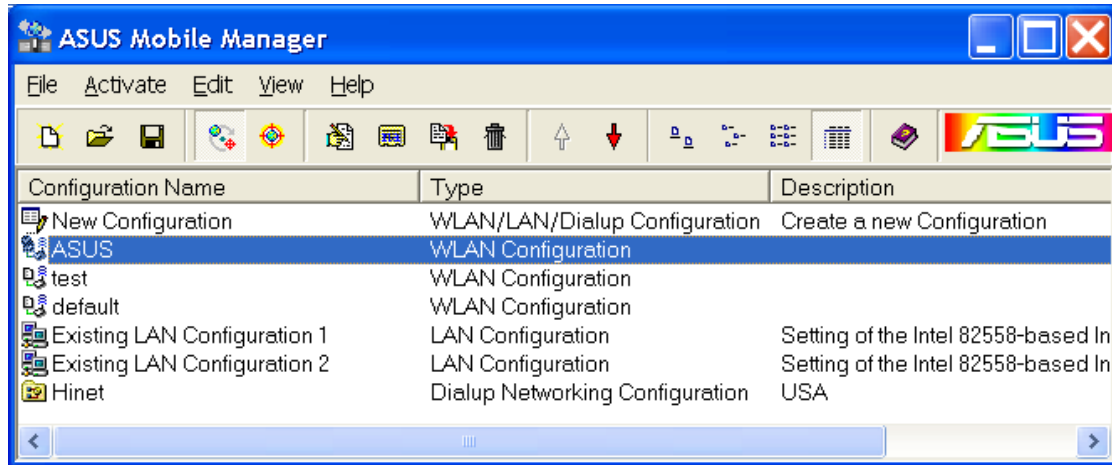 ASUS Mobile Manager
File Activate Edit View Help
ASUS
Configuration Name Type Description
New Configuration WLAN/LAN/Dialup Configuration Create a new Configuration
ASUS WLAN Configuration
test WLAN Configuration
default WLAN Configuration
Existing LAN Configuration 1 LAN Configuration Setting of the Intel 82558-based In
Existing LAN Configuration 2 LAN Configuration Setting of the Intel 82558-based In
Hinet Dialup Networking Configuration USA